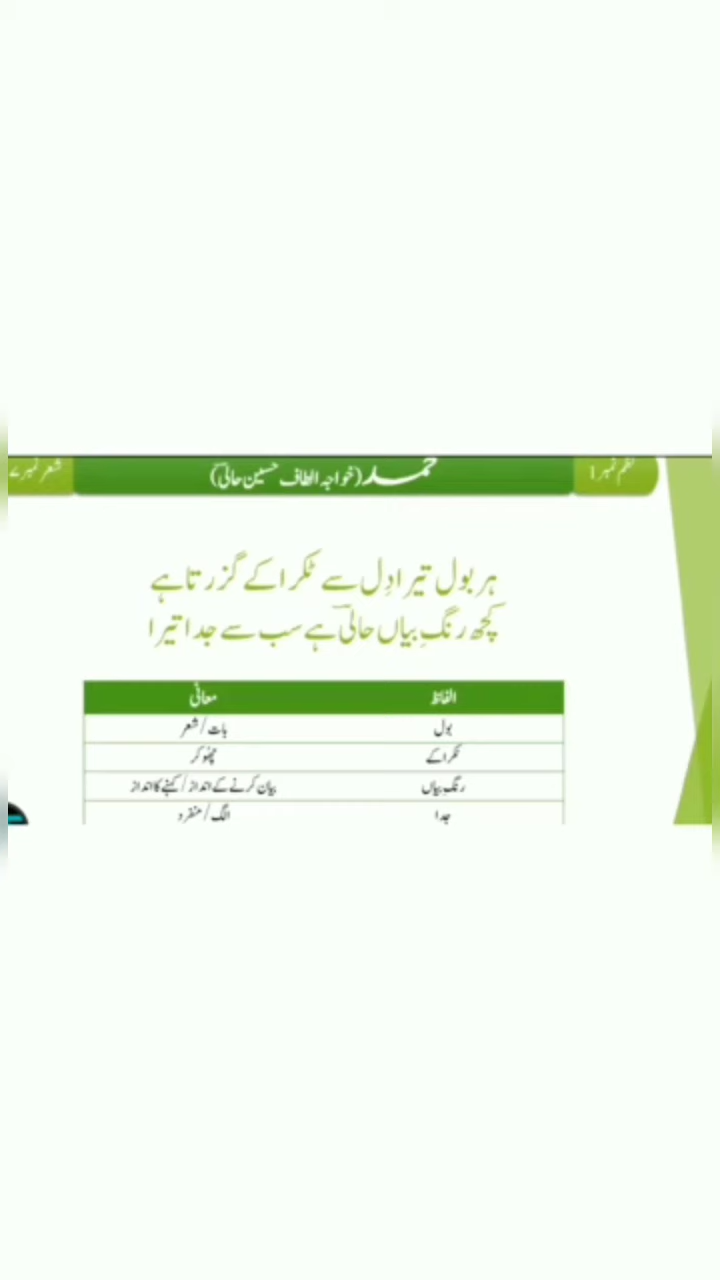 نظم نمبر 1
حمد (خواجہ الطاف حسین حالیؔ)
شعر نمبر ۷
ہر بول تیرا دِل سے ٹکرا کے گزرتا ہے
کچھ رنگِ بیاں حالیؔ ہے سب سے جدا تیرا
الفاظ معانی
بول بات/شعر
ٹکرا کے چُھو کر
رنگِ بیاں بیان کرنے کے انداز/کہنے کا انداز
جدا الگ/منفرد